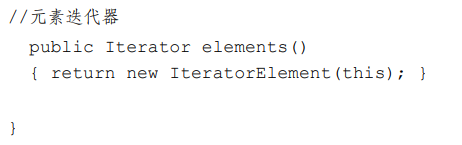 //元素迭代器
public Iterator elements()
{ return new IteratorElement(this); }
}